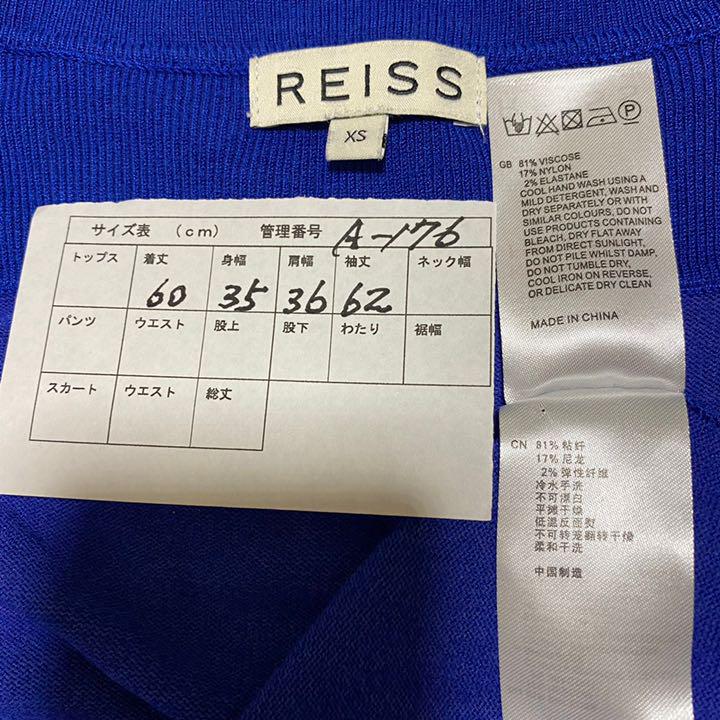 REISS
XS
サイズ表 （cm） 管理番号 A-176
トップス 着丈 身幅 肩幅 袖丈 ネック幅
60 35 36 62
パンツ ウエスト 股上 股下 わたり 裾幅
スカート ウエスト 総丈
GB 81% VISCOSE
17% NYLON
2% ELASTANE
COOL HAND WASH USING A
MILD DETERGENT, WASH AND
DRY SEPARATELY OR WITH
SIMILAR COLOURS, DO NOT
USE PRODUCTS CONTAINING
BLEACH, DRY FLAT AWAY
FROM DIRECT SUNLIGHT,
DO NOT PILE WHILST DAMP,
DO NOT TUMBLE DRY,
COOL IRON ON REVERSE,
OR DELICATE DRY CLEAN
MADE IN CHINA
CN 81% 粘纤
17% 尼龙
2% 弹性纤维
冷水手洗
不可漂白
平摊干燥
低温反面熨
不可转笼翻转干燥
柔和干洗
中国制造